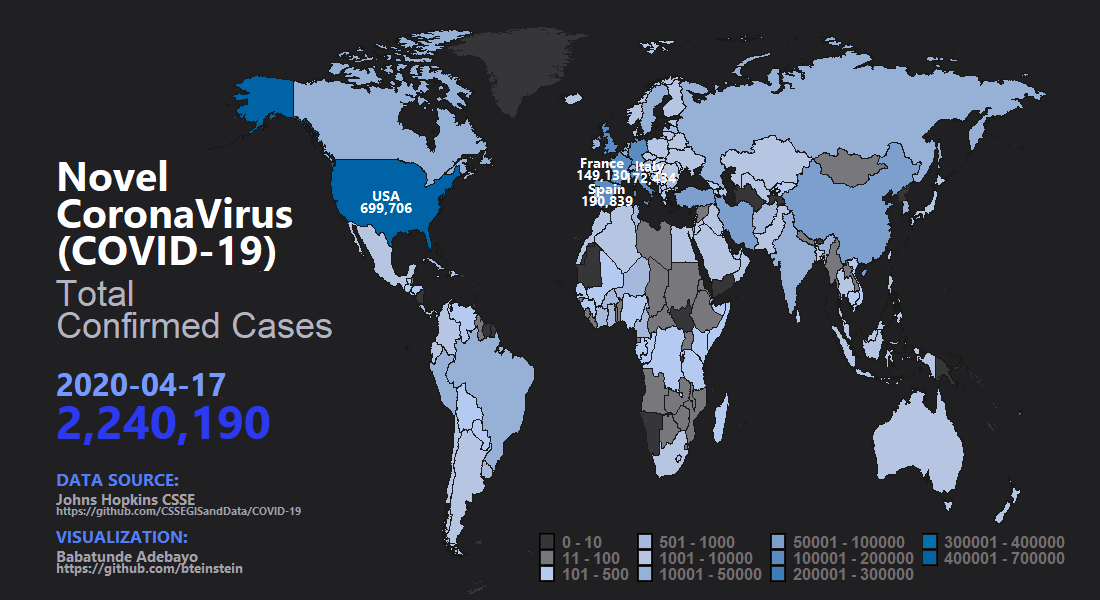 Novel
CoronaVirus
(COVID-19)
Total
Confirmed Cases
2020-04-17
2,240,190
DATA SOURCE:
Johns Hopkins CSSE
https://github.com/CSSEGISandData/COVID-19
VISUALIZATION:
Babatunde Adebayo
https://github.com/bteinstein
USA
699,706
France
149,130
Italy
172,434
Spain
190,839
0 - 10
11 - 100
101 - 500
501 - 1000
1001 - 10000
10001 - 50000
50001 - 100000
100001 - 200000
200001 - 300000
300001 - 400000
400001 - 700000